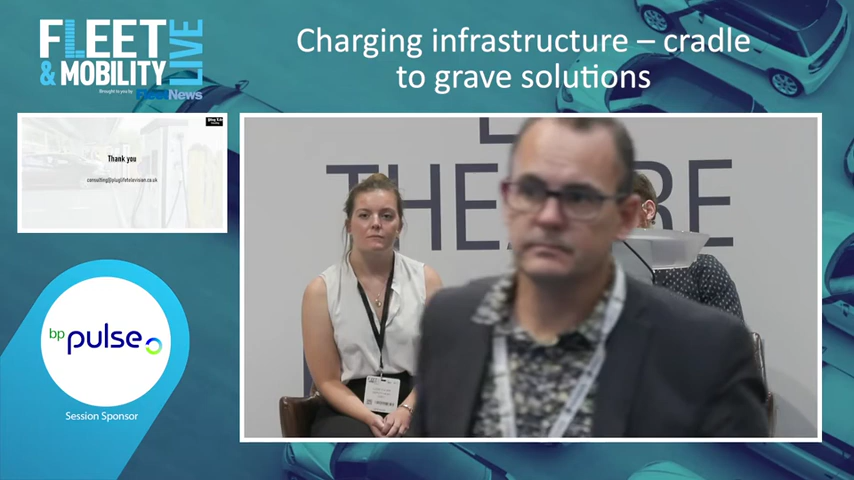 FLEET
& MOBILITY
LIVE
Brought to you by
FleetNews
Charging infrastructure – cradle
to grave solutions
Thank you
consulting@pluglifetelevision.co.uk
THEATRE
bp
pulse
Session Sponsor